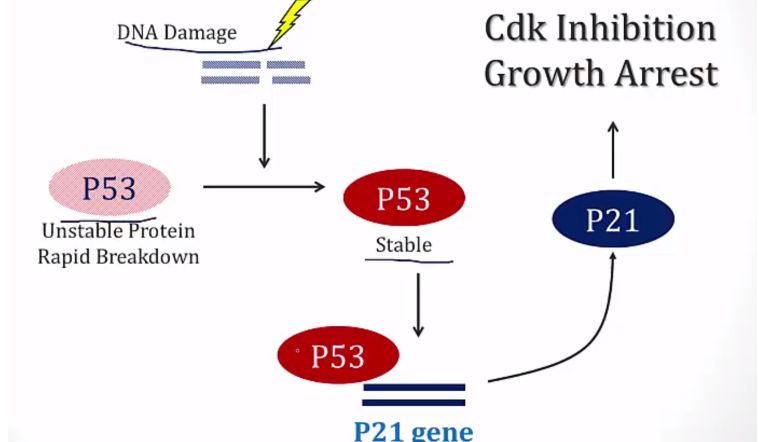 DNA Damage
Cdk Inhibition
Growth Arrest
P53
Unstable Protein
Rapid Breakdown
P53
Stable
P21
P53
P21 gene